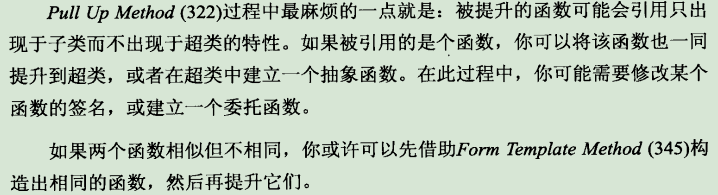 Pull Up Method (322)过程中最麻烦的一点就是：被提升的函数可能会引用只出
现于子类而不出现于超类的特性。如果被引用的是个函数，你可以将该函数也一同
提升到超类，或者在超类中建立一个抽象函数。在此过程中，你可能需要修改某个
函数的签名，或建立一个委托函数。
如果两个函数相似但不相同，你或许可以先借助Form Template Method (345)构
造出相同的函数，然后再提升它们。